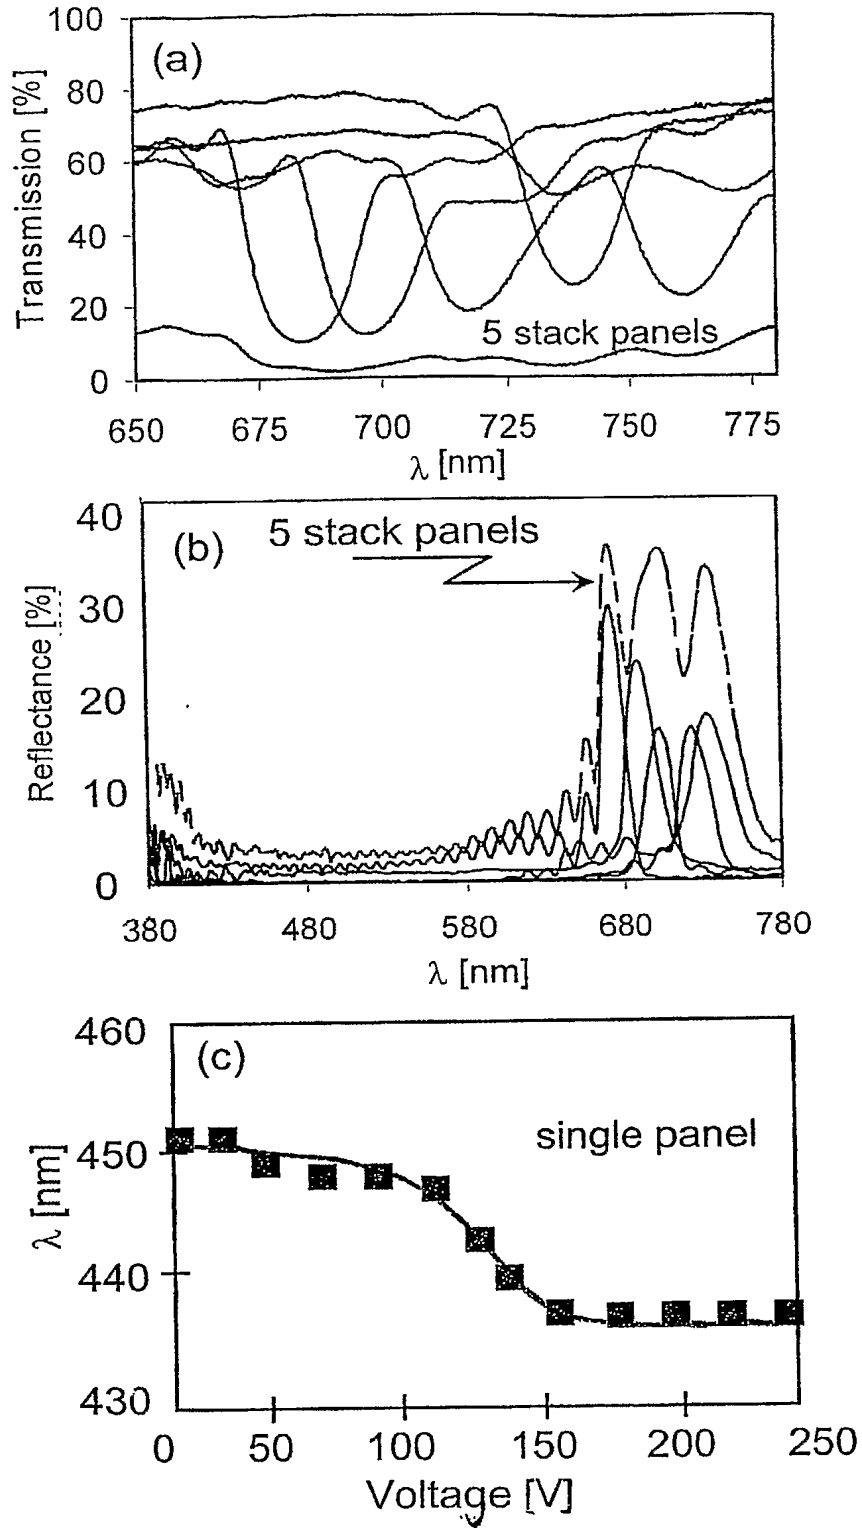 100
(a)
80
60
40
20
0
Transmission [%]
5 stack panels
650 675 700 725 750 775
λ [nm]
40
(b)
5 stack panels
30
20
10
0
Reflectance [%]
380 480 580 680 780
λ [nm]
460
(c)
single panel
450
440
430
λ [nm]
0 50 100 150 200 250
Voltage [V]